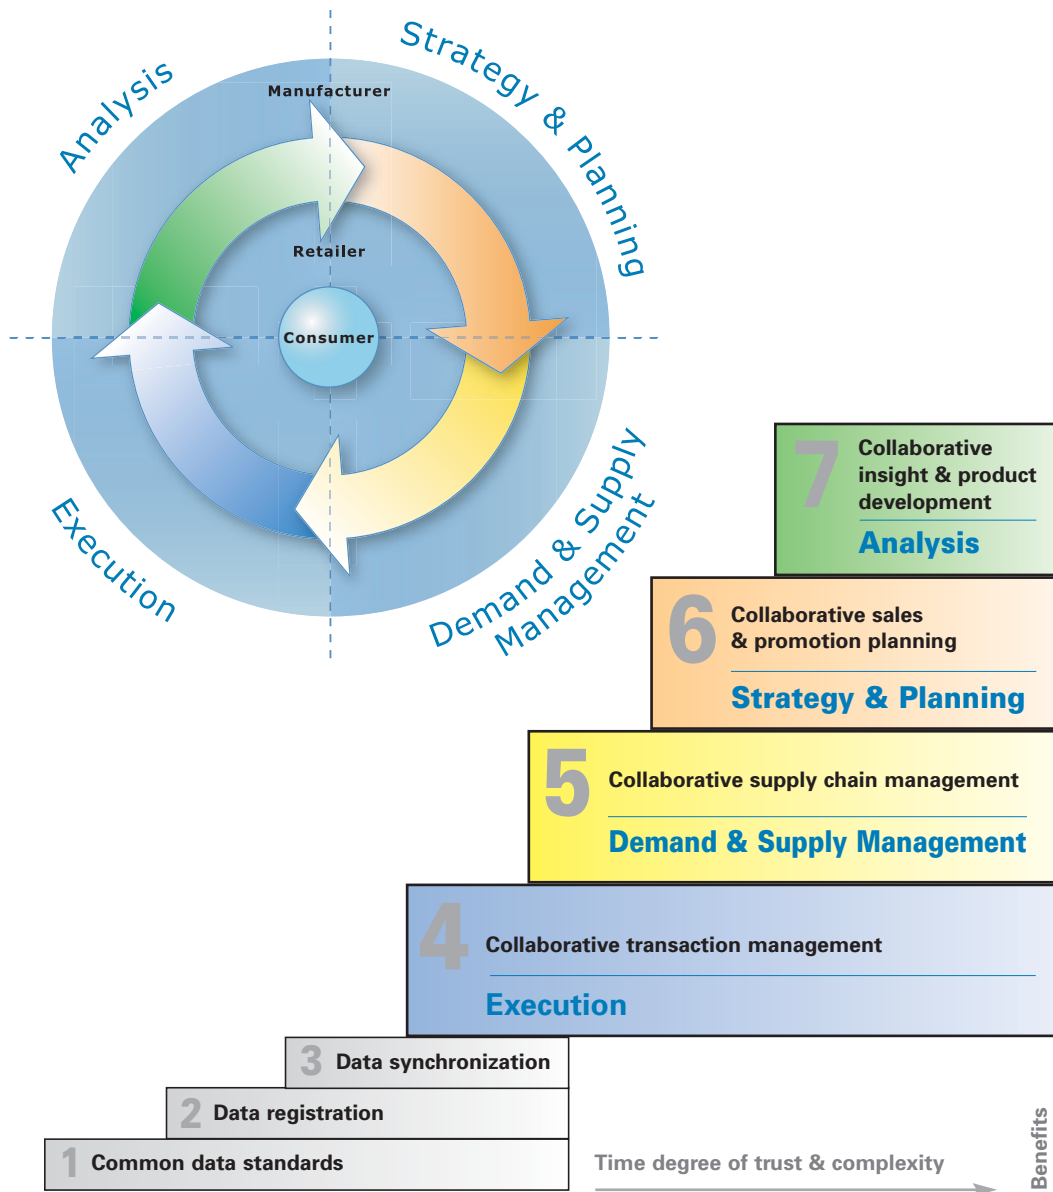 Strategy & Planning
Analysis
Manufacturer
Retailer
Consumer
Execution
Demand & Supply
Management
7
Collaborative
insight & product
development
Analysis
6
Collaborative sales
& promotion planning
Strategy & Planning
5
Collaborative supply chain management
Demand & Supply Management
4
Collaborative transaction management
Execution
3 Data synchronization
2 Data registration
1 Common data standards
Time degree of trust & complexity
Benefits